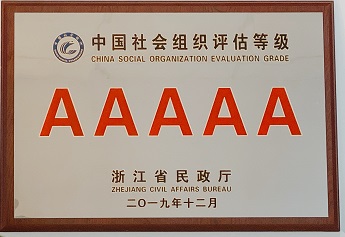 中国社会组织评估等级
CHINA SOCIAL ORGANIZATION EVALUATION GRADE
AAAAA
浙江省民政厅
ZHEJIANG CIVIL AFFAIRS BUREAU
二〇一九年十二月